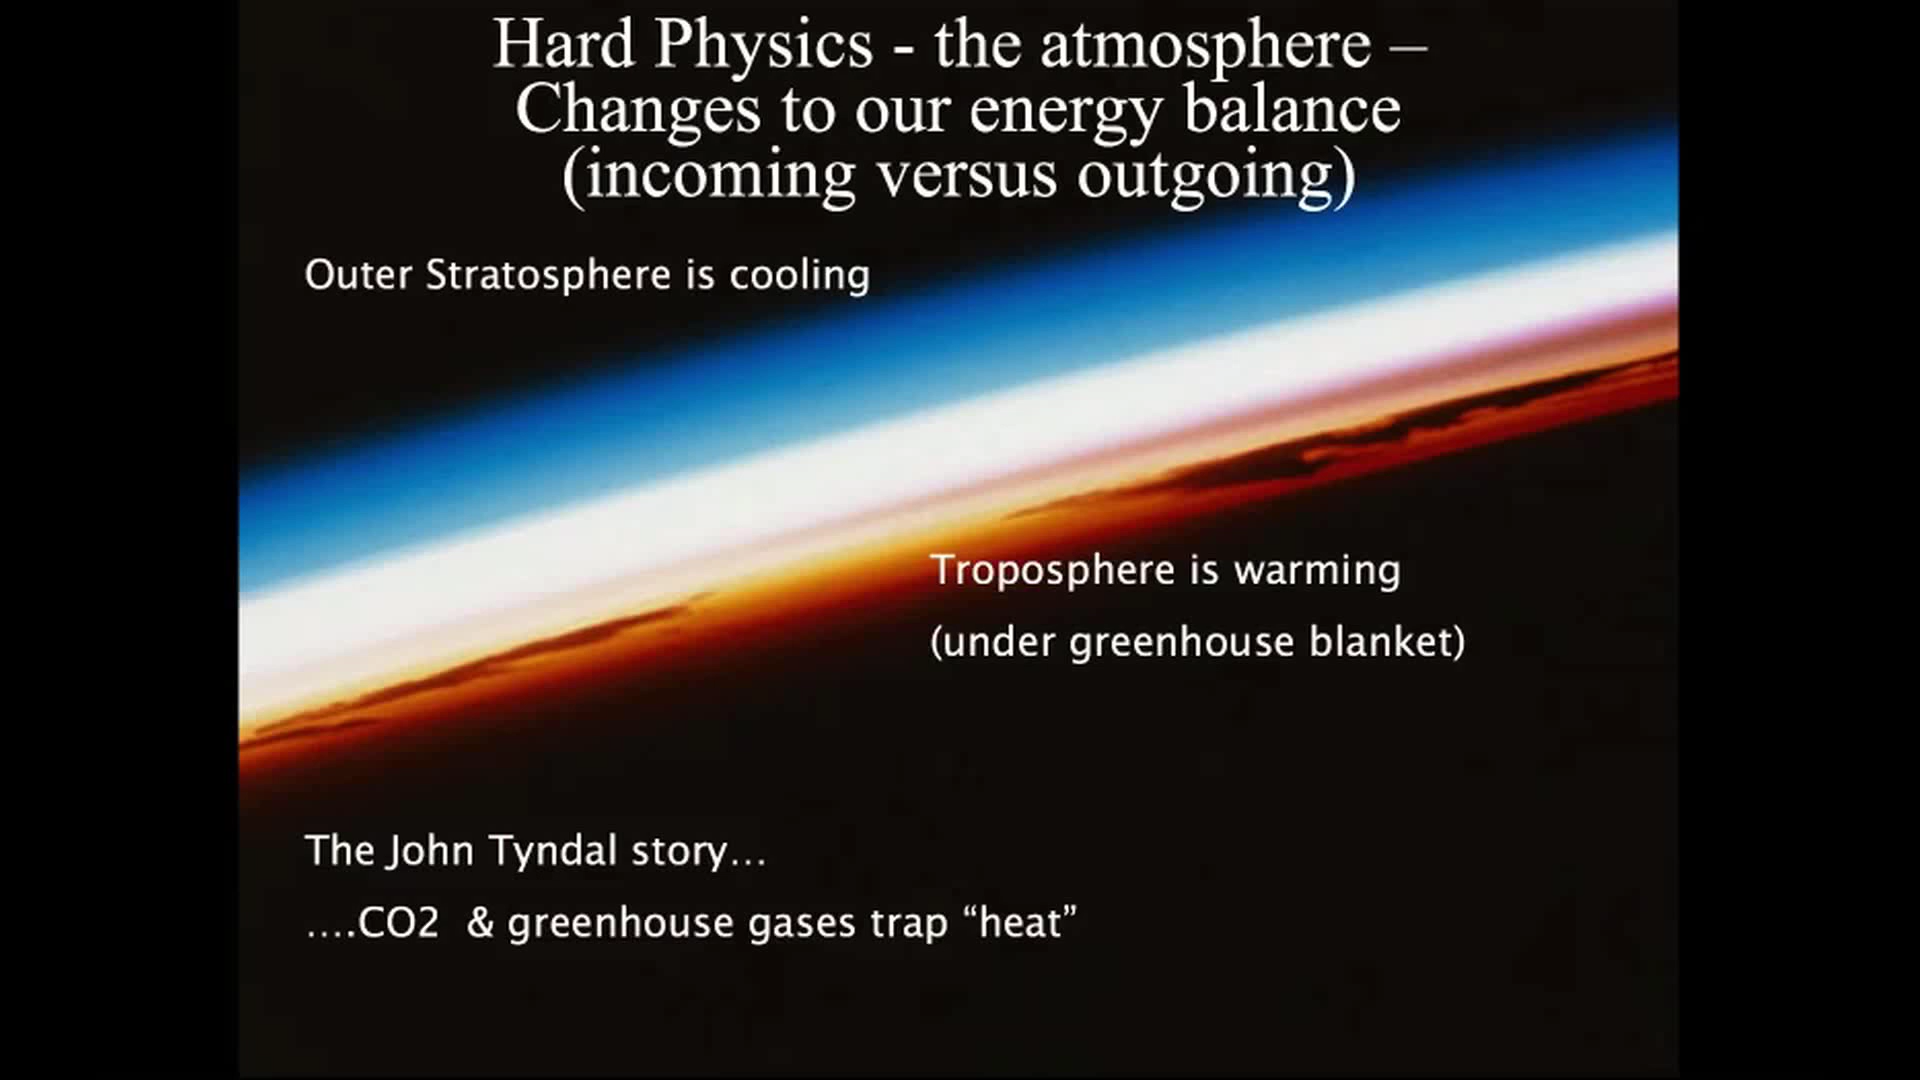 Hard Physics - the atmosphere –
Changes to our energy balance
(incoming versus outgoing)
Outer Stratosphere is cooling
Troposphere is warming
(under greenhouse blanket)
The John Tyndal story…
….CO2  & greenhouse gases trap “heat”